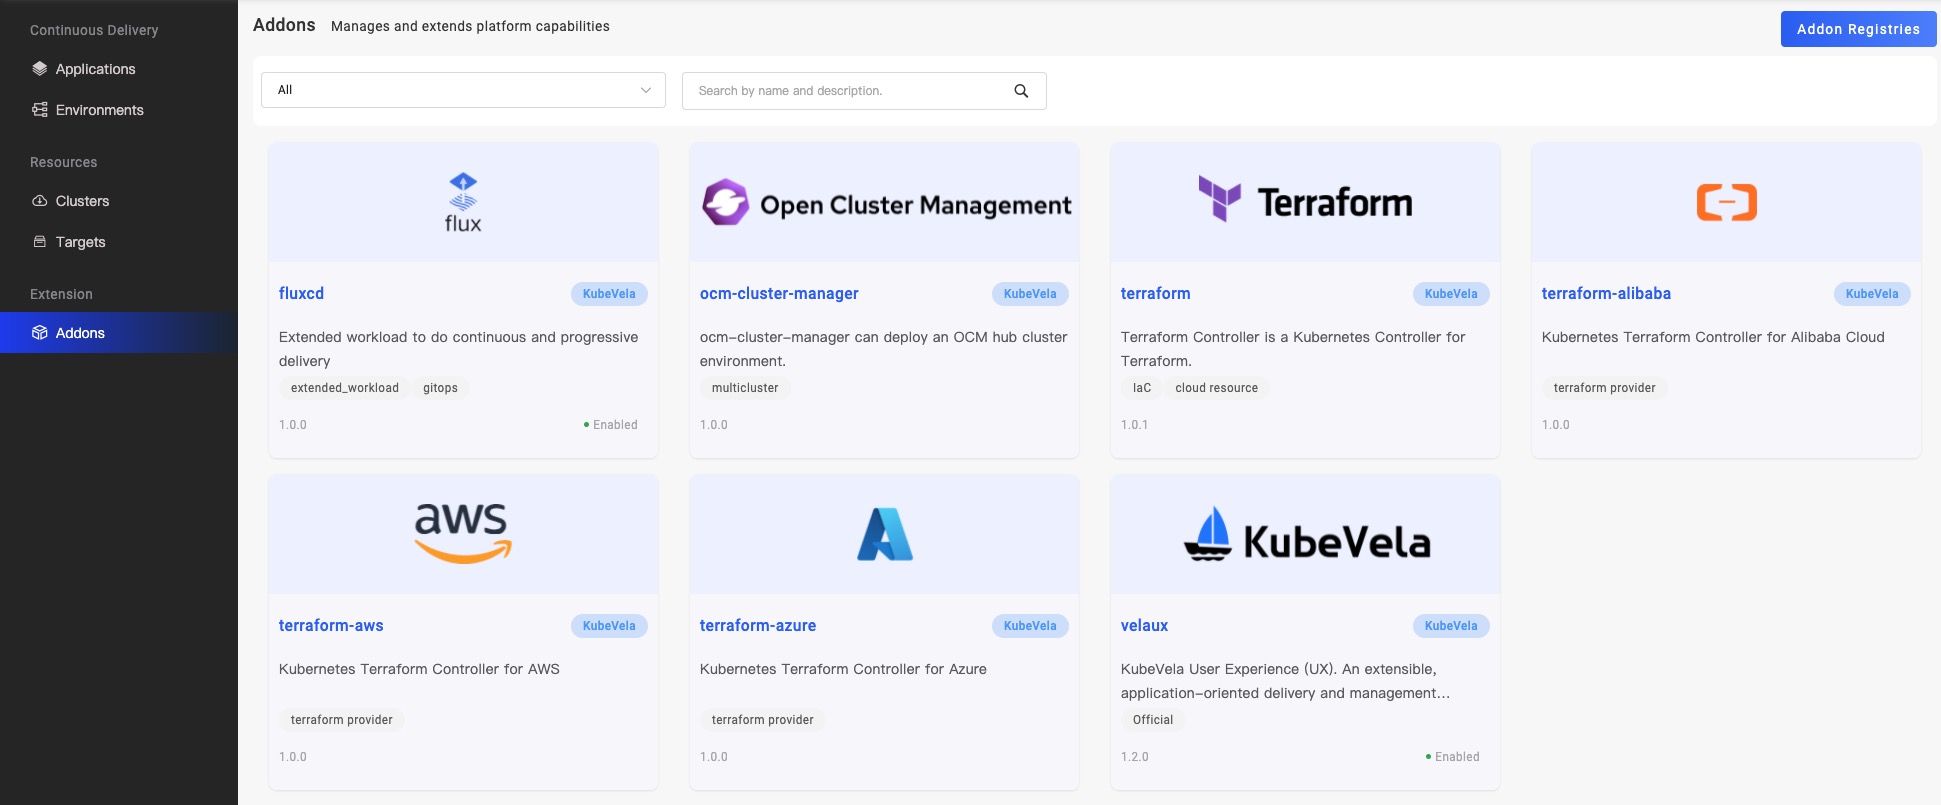 Continuous Delivery
Applications
Environments
Resources
Clusters
Targets
Extension
Addons
Addons Manages and extends platform capabilities
Addon Registries
All
Search by name and description.
flux
fluxcd KubeVela
Extended workload to do continuous and progressive
delivery
extended_workload gitops
1.0.0 Enabled
Open Cluster Management
ocm-cluster-manager KubeVela
ocm-cluster-manager can deploy an OCM hub cluster
environment.
multicluster
1.0.0
Terraform
terraform KubeVela
Terraform Controller is a Kubernetes Controller for
Terraform.
IaC cloud resource
1.0.1
terraform-alibaba KubeVela
Kubernetes Terraform Controller for Alibaba Cloud
terraform provider
1.0.0
aws
terraform-aws KubeVela
Kubernetes Terraform Controller for AWS
terraform provider
1.0.0
terraform-azure KubeVela
Kubernetes Terraform Controller for Azure
terraform provider
1.0.0
KubeVela
velaux KubeVela
KubeVela User Experience (UX). An extensible,
application-oriented delivery and management...
Official
1.2.0 Enabled